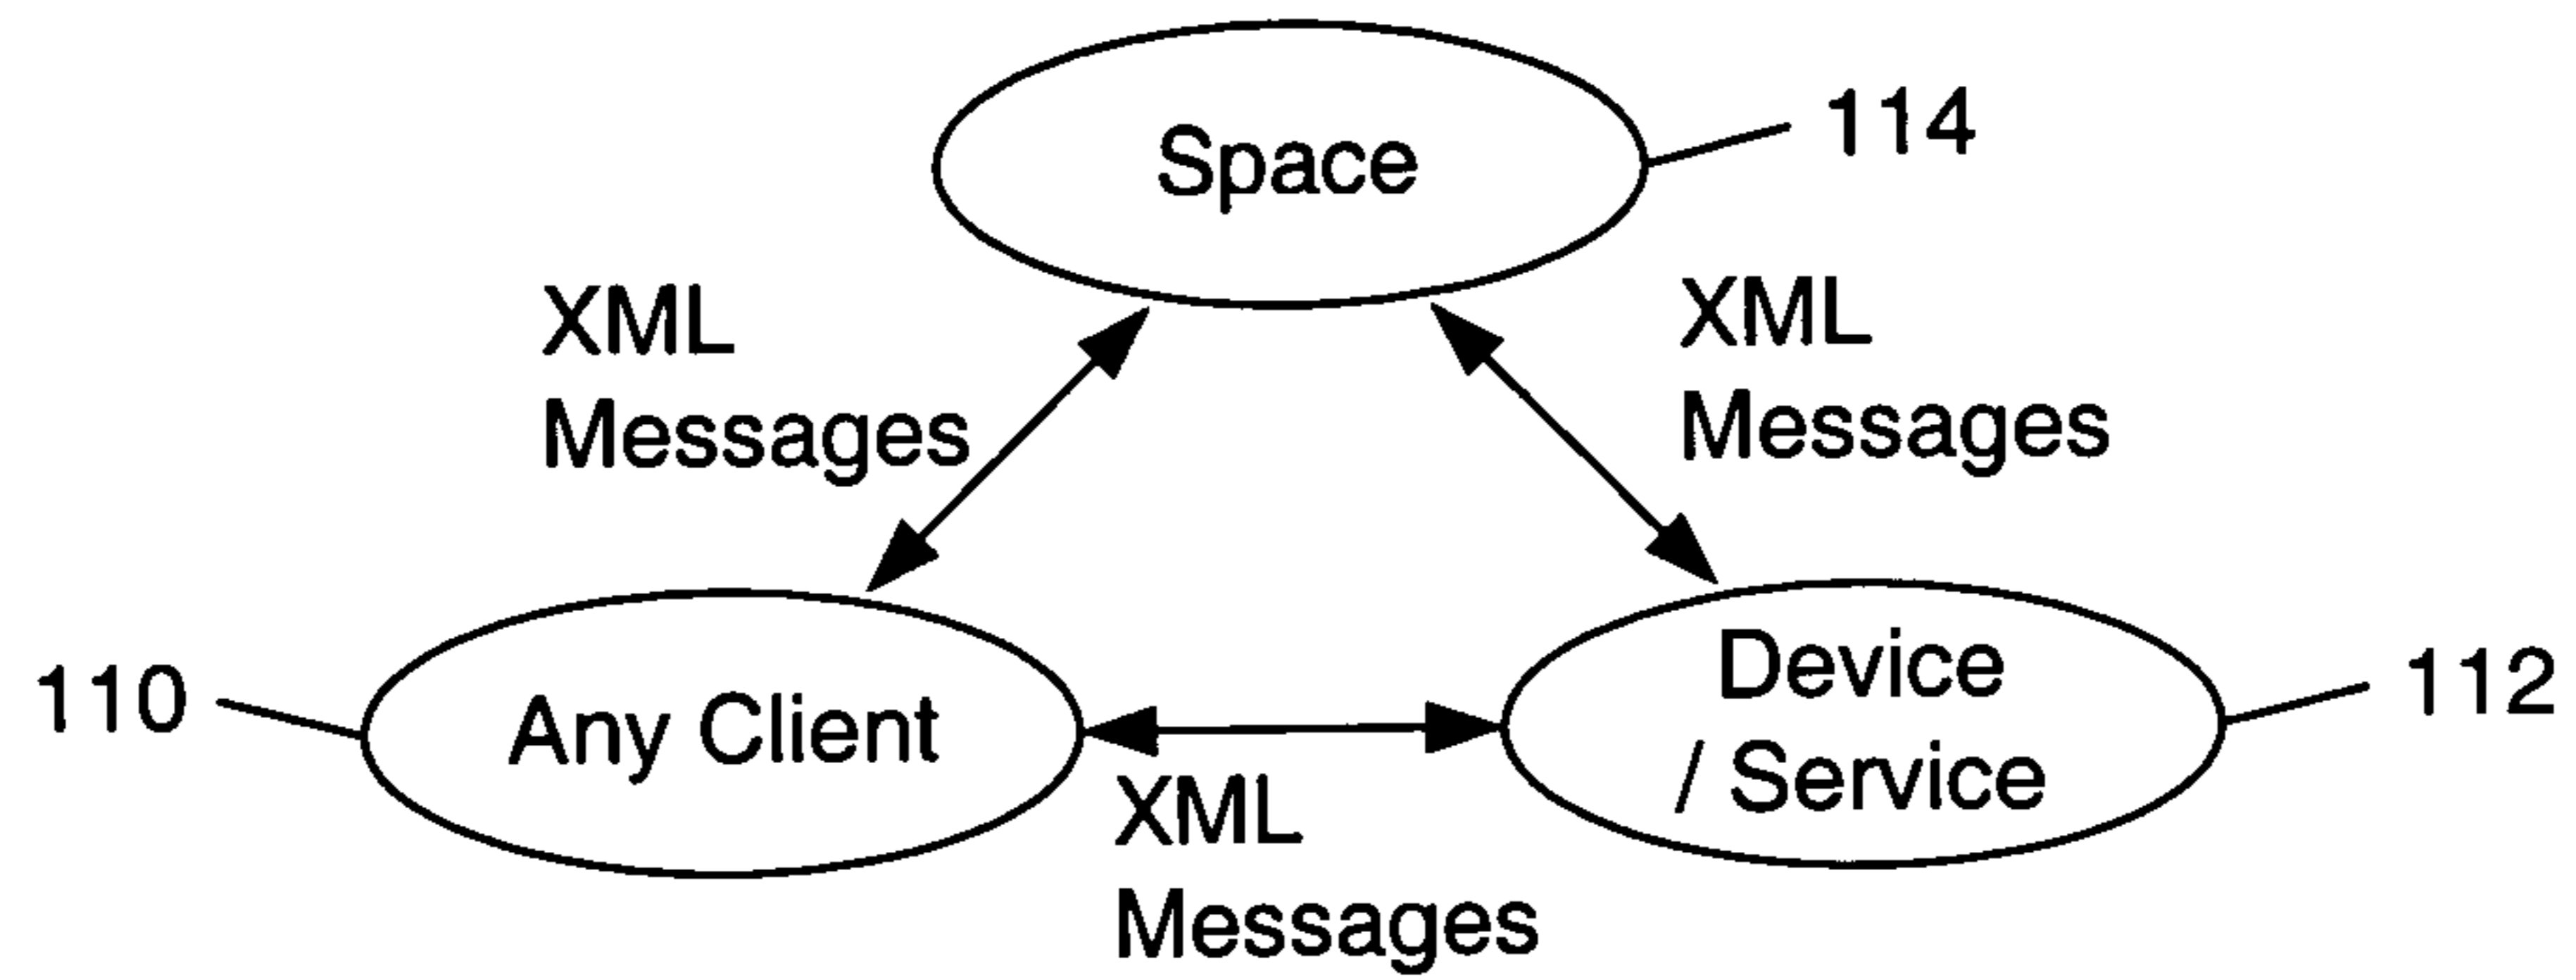 Space
114
XML
Messages
XML
Messages
110
Any Client
Device
/ Service
112
XML
Messages